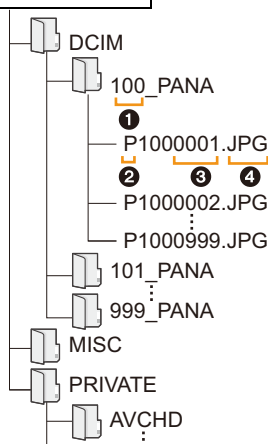 DCIM
100_PANA
❶
P1000001.JPG
❷ ❸ ❹
P1000002.JPG
P1000999.JPG
101_PANA
999_PANA
MISC
PRIVATE
AVCHD